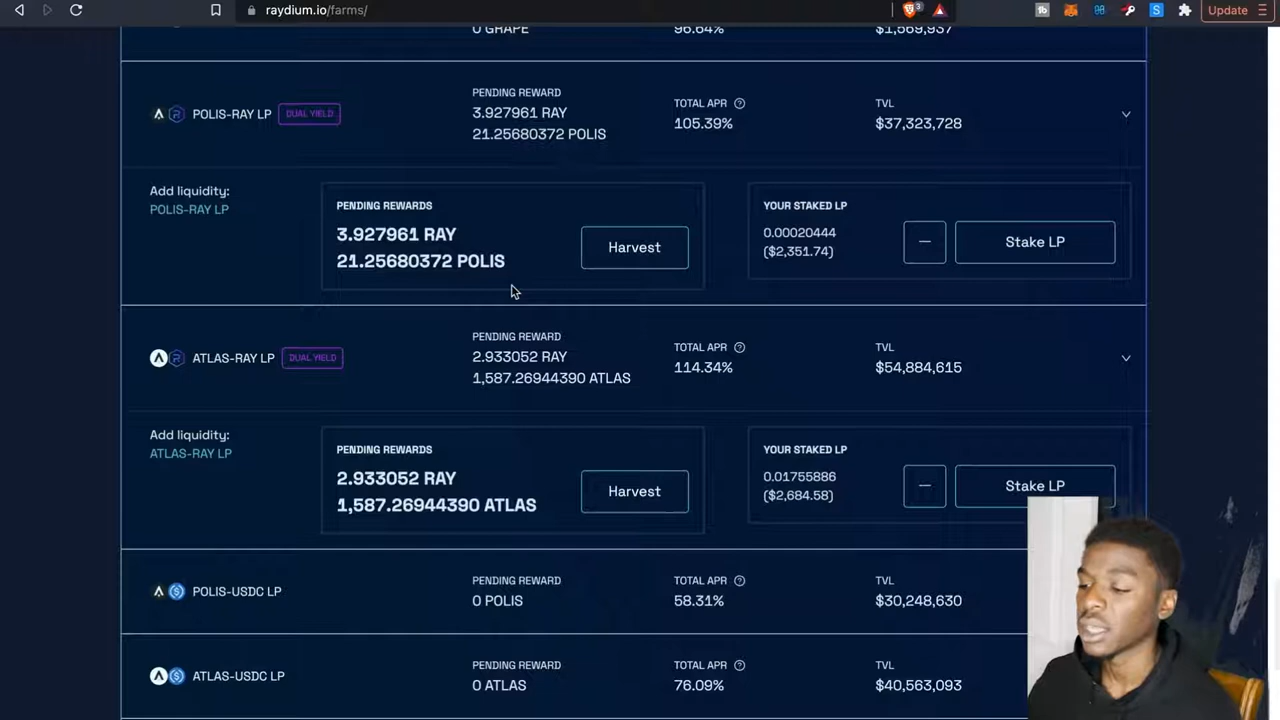 raydium.io/farms/
3
tb
S
Update
0 GRAPE
96.64%
$1,569,937
POLIS-RAY LP
DUAL YIELD
PENDING REWARD
3.927961 RAY
21.25680372 POLIS
TOTAL APR ?
105.39%
TVL
$37,323,728
Add liquidity:
POLIS-RAY LP
PENDING REWARDS
3.927961 RAY
21.25680372 POLIS
Harvest
YOUR STAKED LP
0.00020444
($2,351.74)
Stake LP
ATLAS-RAY LP
DUAL YIELD
PENDING REWARD
2.933052 RAY
1,587.26944390 ATLAS
TOTAL APR ?
114.34%
TVL
$54,884,615
Add liquidity:
ATLAS-RAY LP
PENDING REWARDS
2.933052 RAY
1,587.26944390 ATLAS
Harvest
YOUR STAKED LP
0.01755886
($2,684.58)
Stake LP
POLIS-USDC LP
PENDING REWARD
0 POLIS
TOTAL APR ?
58.31%
TVL
$30,248,630
ATLAS-USDC LP
PENDING REWARD
0 ATLAS
TOTAL APR ?
76.09%
TVL
$40,563,093